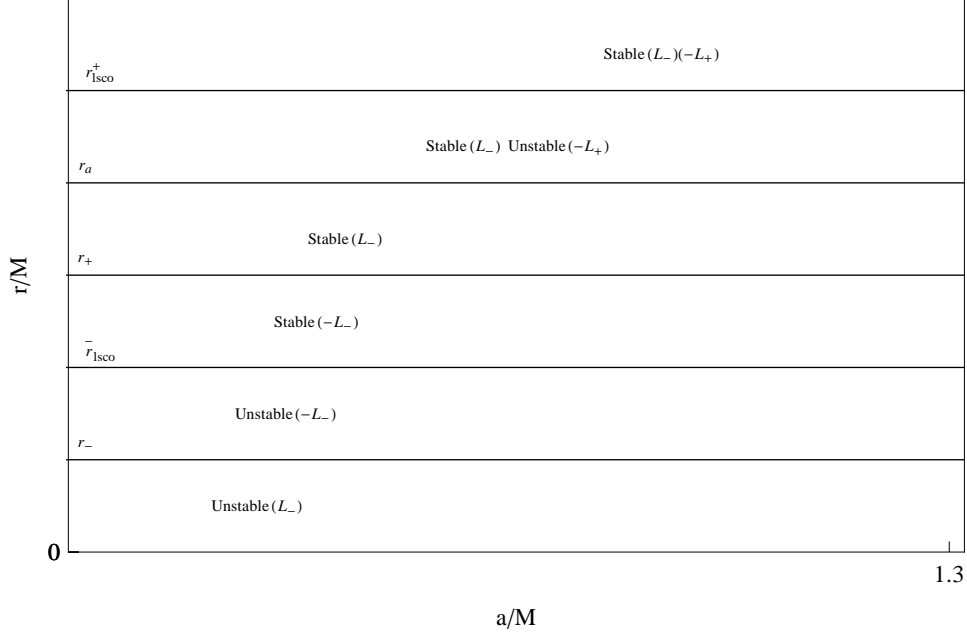 Stable (L₋)(−L₊)
r⁺lsco
Stable (L₋) Unstable (−L₊)
rₐ
Stable (L₋)
r₊
r/M
Stable (−L₋)
r⁻lsco
Unstable (−L₋)
r₋
Unstable (L₋)
0
1.3
a/M